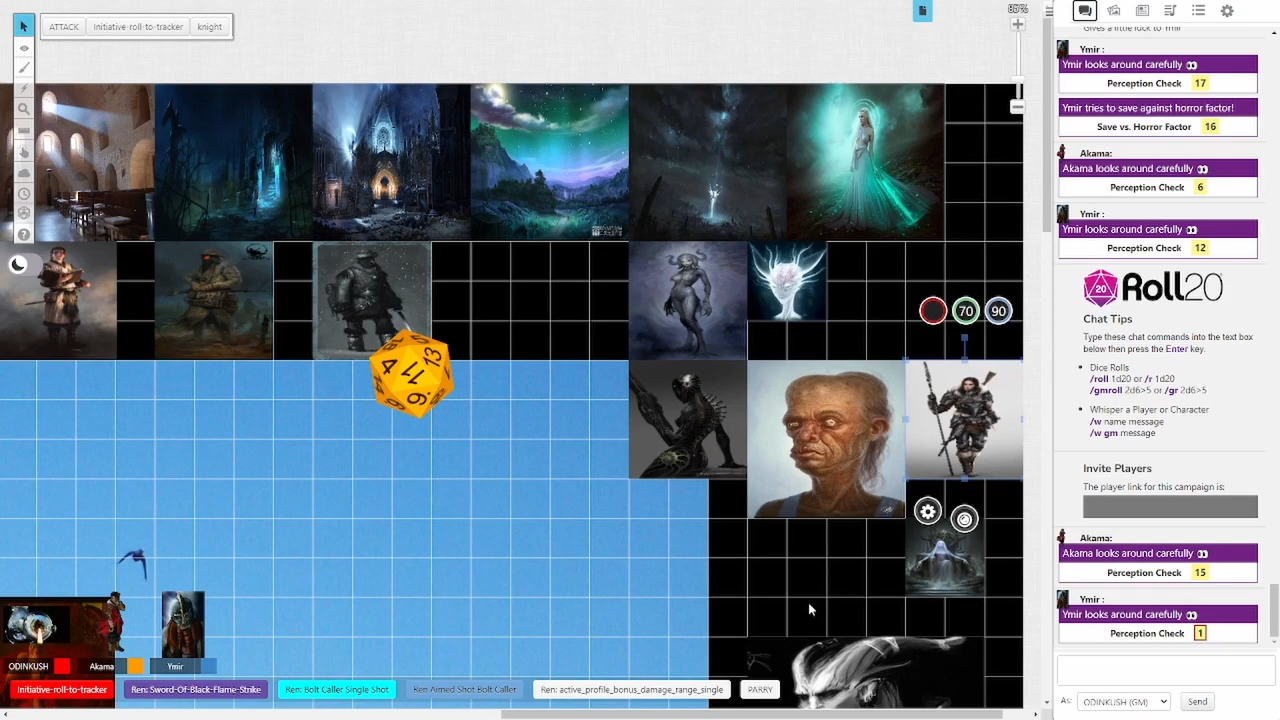 ATTACK Initiative-roll-to-tracker knight
Ymir :
Ymir looks around carefully 👀
Perception Check 17
Ymir tries to save against horror factor!
Save vs. Horror Factor 16
Akama:
Akama looks around carefully 👀
Perception Check 6
Ymir :
Ymir looks around carefully 👀
Perception Check 12
20 Roll20
Chat Tips
Type these chat commands into the text box
below then press the Enter key.
• Dice Rolls
/roll 1d20 or /r 1d20
/gmroll 2d6>5 or /gr 2d6>5
• Whisper a Player or Character
/w name message
/w gm message
Invite Players
The player link for this campaign is:
Akama:
Akama looks around carefully 👀
Perception Check 15
Ymir :
Ymir looks around carefully 👀
Perception Check 1
As: ODINKUSH (GM) Send
70 90
13
4 11
ODINKUSH Akama Ymir
Initiative-roll-to-tracker Ren: Sword-Of-Black-Flame-Strike Ren: Bolt Caller Single Shot Ren Aimed Shot Bolt Caller Ren: active_profile_bonus_damage_range_single PARRY